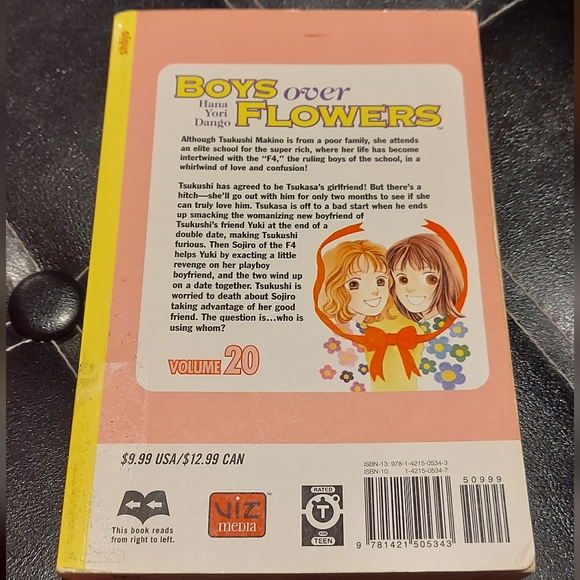 shōjo
BOYS over
Hana
Yori
Dango
FLOWERS™
Although Tsukushi Makino is from a poor family, she attends
an elite school for the super rich, where her life has become
intertwined with the "F4," the ruling boys of the school, in a
whirlwind of love and confusion!
Tsukushi has agreed to be Tsukasa's girlfriend! But there's a
hitch—she'll go out with him for only two months to see if she
can truly love him. Tsukasa is off to a bad start when he ends
up smacking the womanizing new boyfriend of
Tsukushi's friend Yuki at the end of a
double date, making Tsukushi
furious. Then Sojiro of the F4
helps Yuki by exacting a little
revenge on her playboy
boyfriend, and the two wind up
on a date together. Tsukushi is
worried to death about Sojiro
taking advantage of her good
friend. The question is...who is
using whom?
VOLUME 20
$9.99 USA/$12.99 CAN
This book reads
from right to left.
VIZ™
MEDIA
RATED
T
FOR
TEEN
ISBN-13: 978-1-4215-0534-3
ISBN-10: 1-4215-0534-7
50999
9 781421 505343